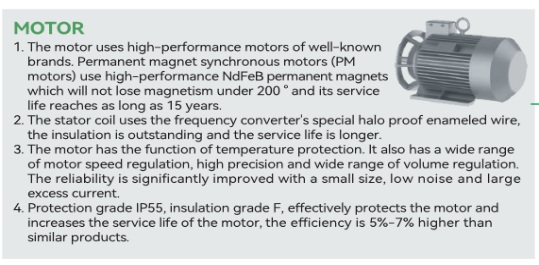 MOTOR
1. The motor uses high-performance motors of well-known
brands. Permanent magnet synchronous motors (PM
motors) use high-performance NdFeB permanent magnets
which will not lose magnetism under 200 ° and its service
life reaches as long as 15 years.
2. The stator coil uses the frequency converter's special halo proof enameled wire,
the insulation is outstanding and the service life is longer.
3. The motor has the function of temperature protection. It also has a wide range
of motor speed regulation, high precision and wide range of volume regulation.
The reliability is significantly improved with a small size, low noise and large
excess current.
4. Protection grade IP55, insulation grade F, effectively protects the motor and
increases the service life of the motor, the efficiency is 5%-7% higher than
similar products.